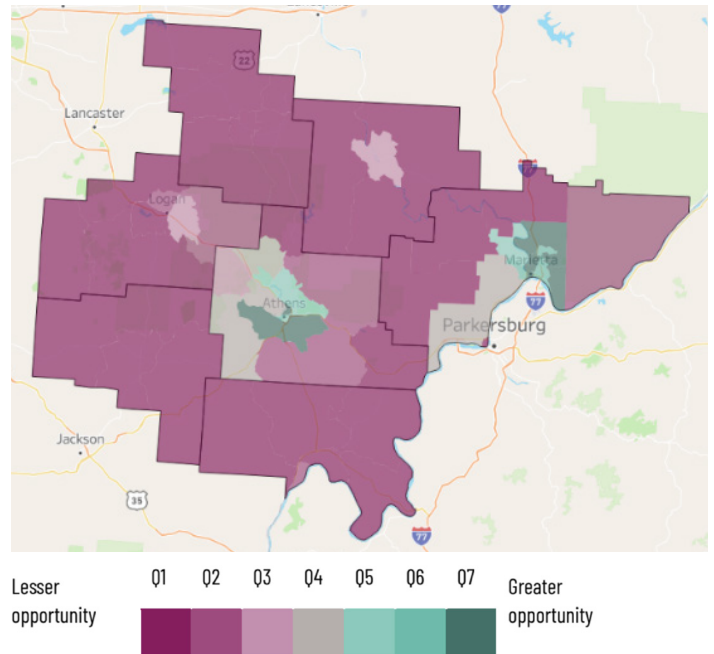 22
Lancaster
Logan
77
Marietta
Athens
77
Parkersburg
Jackson
35
77
Q1 Q2 Q3 Q4 Q5 Q6 Q7
Lesser
opportunity
Greater
opportunity